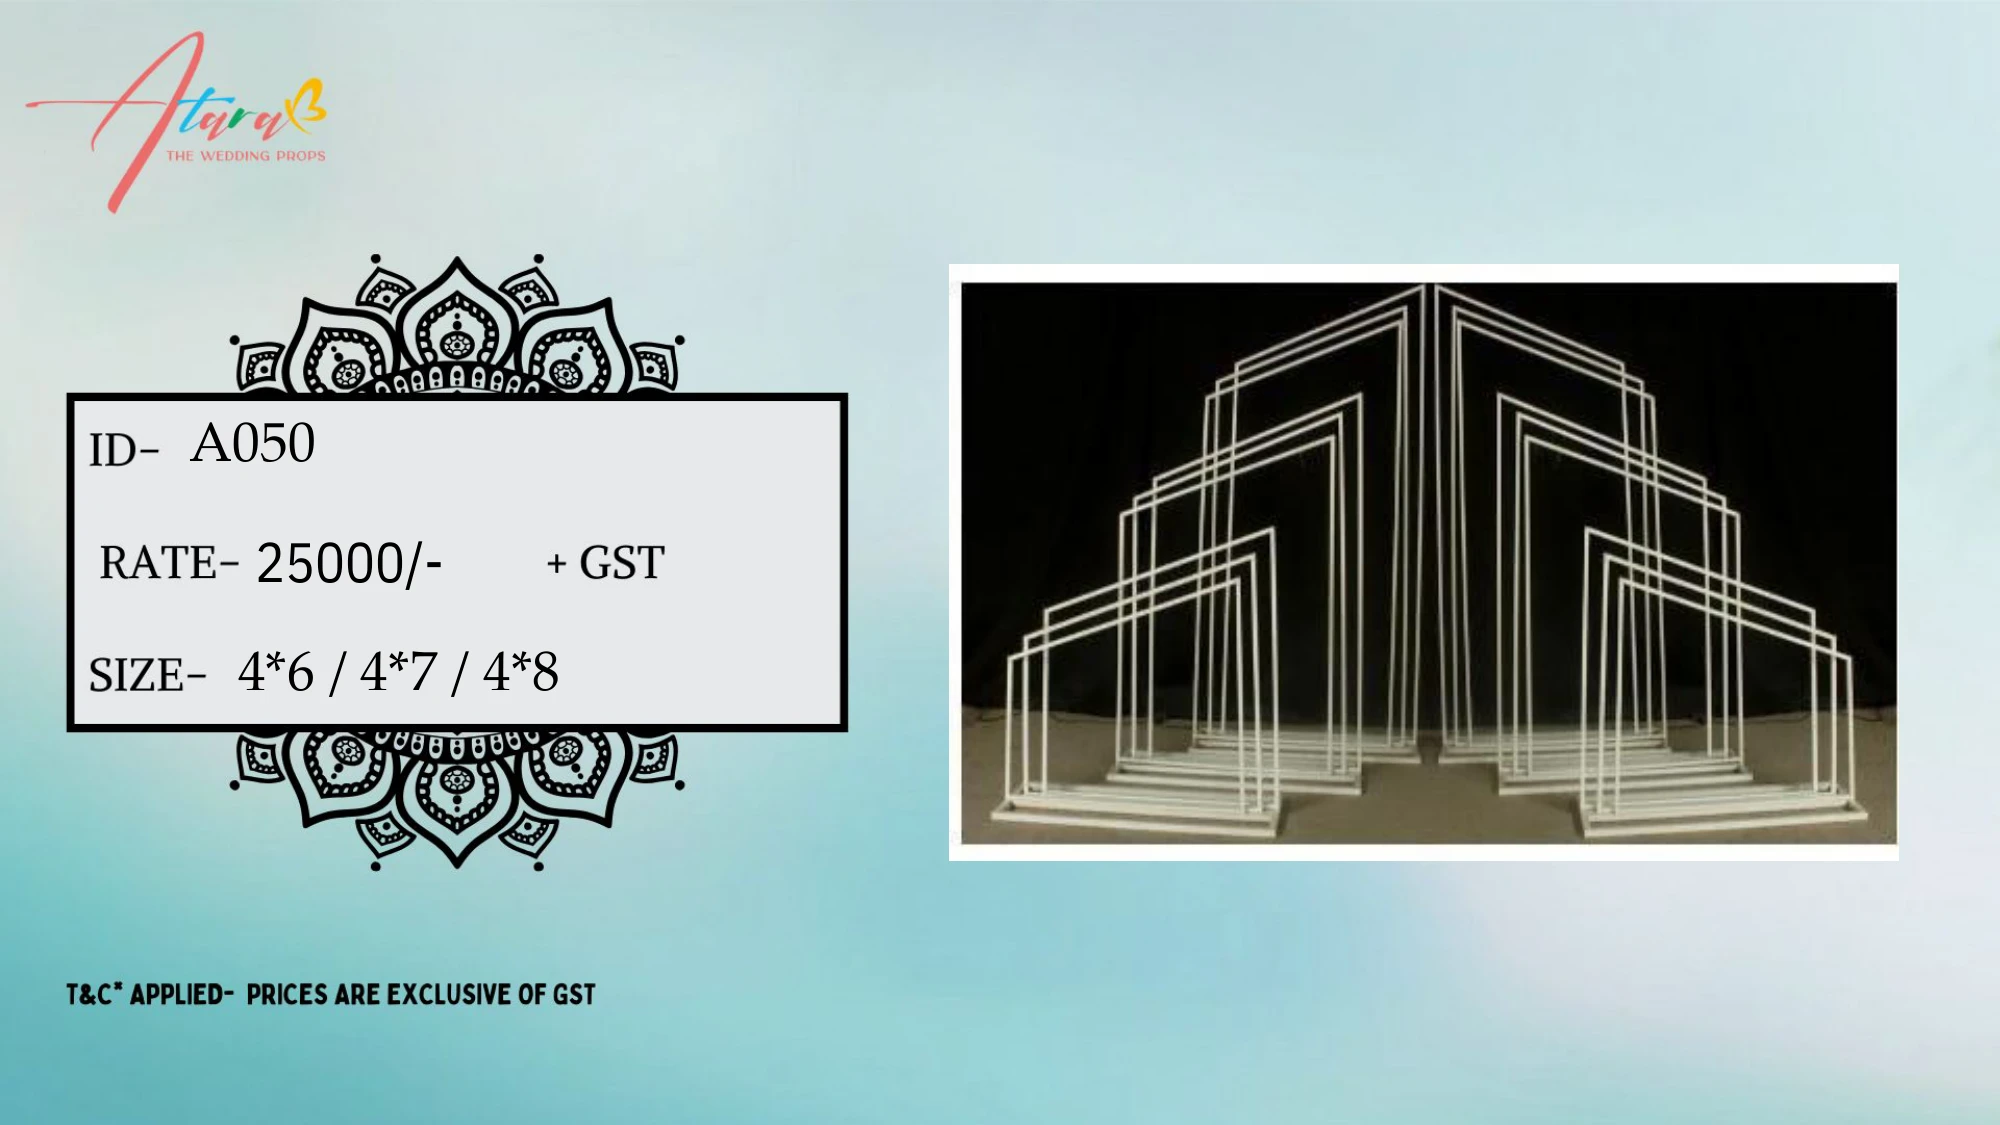 Atara
THE WEDDING PROPS
ID- A050
RATE- 25000/- + GST
SIZE- 4*6 / 4*7 / 4*8
T&C* APPLIED- PRICES ARE EXCLUSIVE OF GST